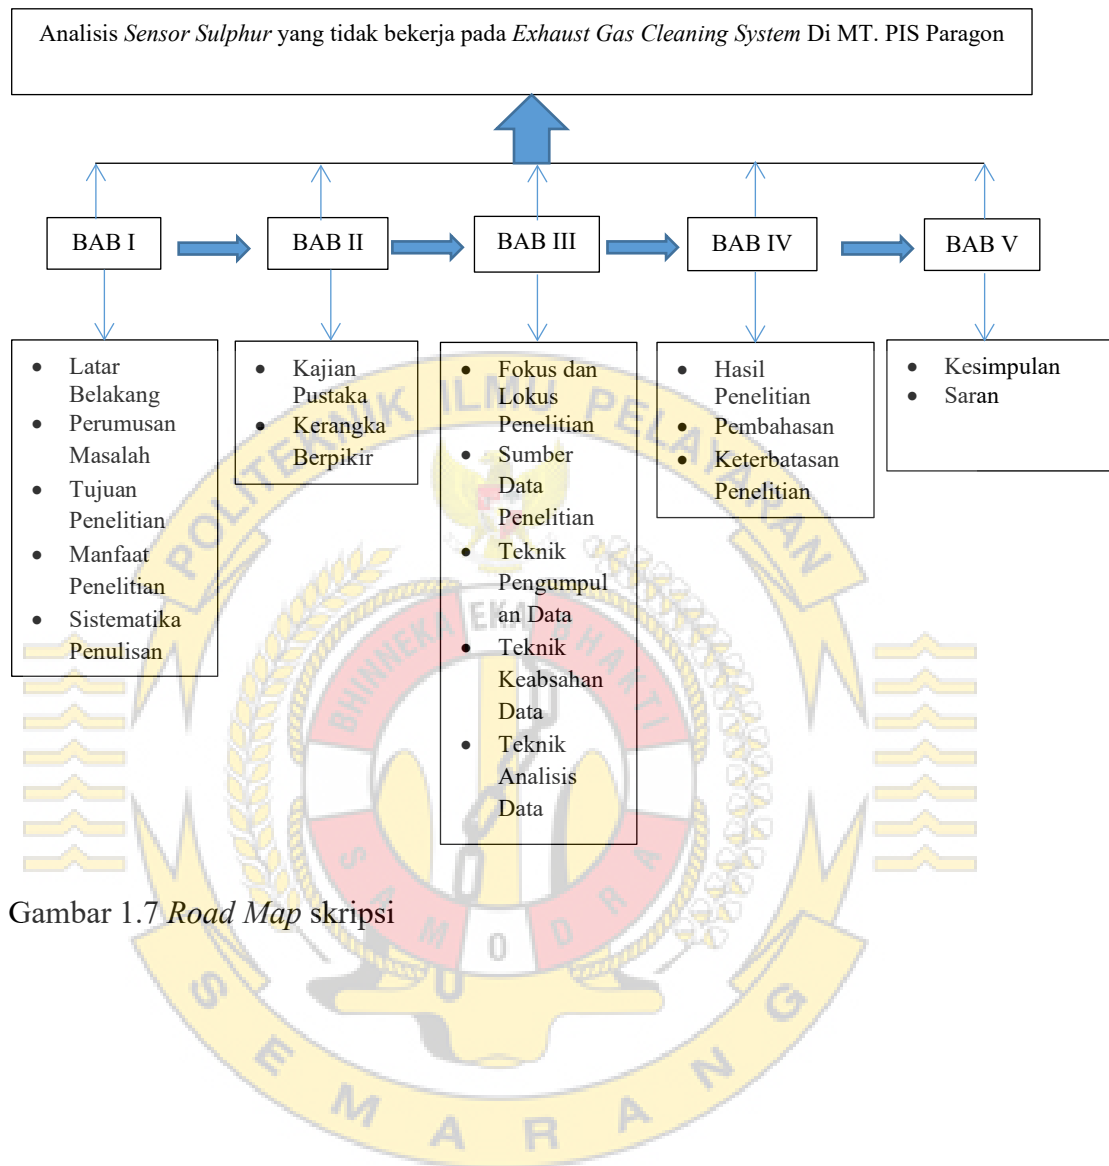 Analisis Sensor Sulphur yang tidak bekerja pada Exhaust Gas Cleaning System Di MT. PIS Paragon
BAB I
BAB II
BAB III
BAB IV
BAB V
• Latar
Belakang
• Perumusan
Masalah
• Tujuan
Penelitian
• Manfaat
Penelitian
• Sistematika
Penulisan
• Kajian
Pustaka
• Kerangka
Berpikir
• Fokus dan
Lokus
Penelitian
• Sumber
Data
Penelitian
• Teknik
Pengumpul
an Data
• Teknik
Keabsahan
Data
• Teknik
Analisis
Data
• Hasil
Penelitian
• Pembahasan
• Keterbatasan
Penelitian
• Kesimpulan
• Saran
POLITEKNIK ILMU PELAYARAN
BHINNEKA EKA BHAKTI
SAMODRA
SEMARANG
Gambar 1.7 Road Map skripsi